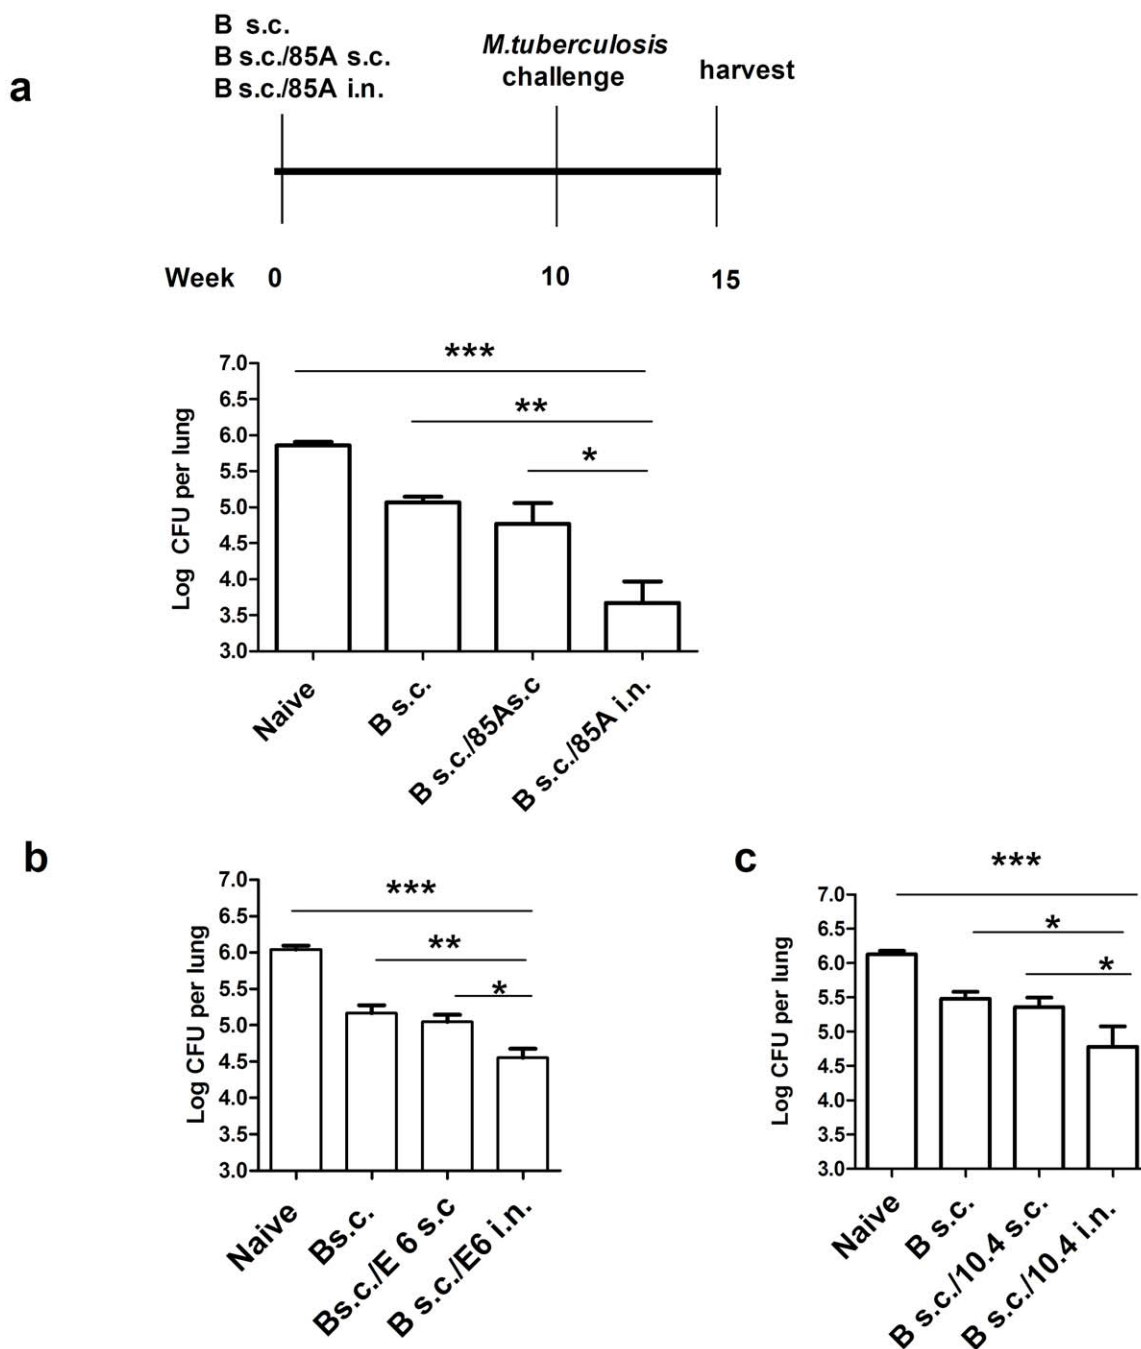 a
B s.c.
B s.c./85A s.c.
B s.c./85A i.n.
M.tuberculosis
challenge
harvest
Week 0 10 15
Log CFU per lung
7.0
6.5
6.0
5.5
5.0
4.5
4.0
3.5
3.0
***
**
*
Naive
B s.c.
B s.c./85As.c
B s.c./85A i.n.
b
Log CFU per lung
7.0
6.5
6.0
5.5
5.0
4.5
4.0
3.5
3.0
***
**
*
Naive
Bs.c.
Bs.c./E 6 s.c
B s.c./E6 i.n.
c
Log CFU per lung
7.0
6.5
6.0
5.5
5.0
4.5
4.0
3.5
3.0
***
*
*
Naive
B s.c.
B s.c./10.4 s.c.
B s.c./10.4 i.n.